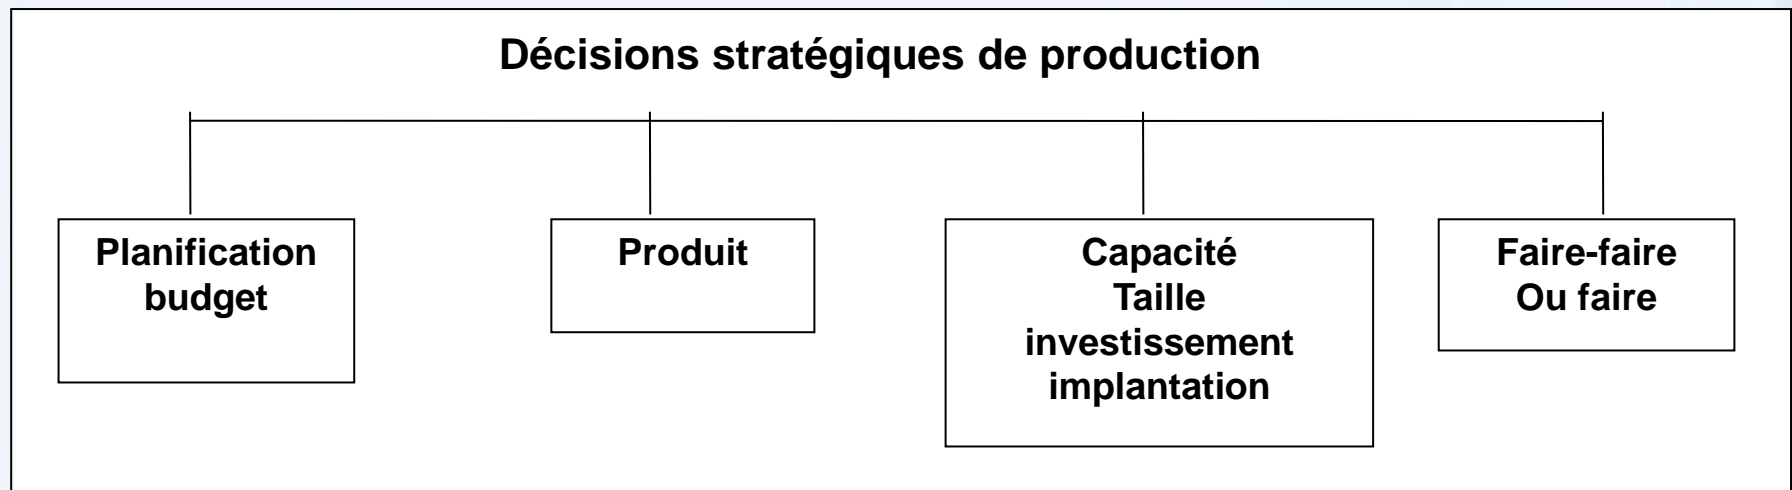 Décisions stratégiques de production
Planification
budget
Produit
Capacité
Taille
investissement
implantation
Faire-faire
Ou faire